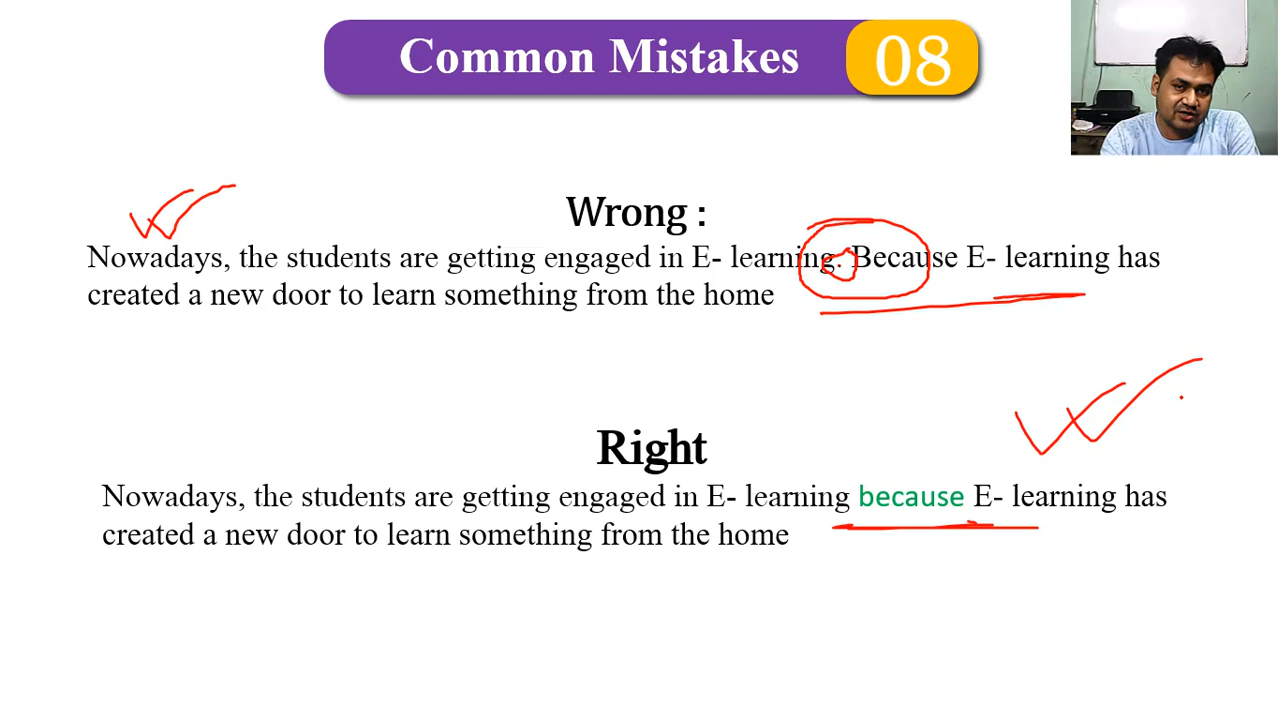 Common Mistakes 08
Wrong :
Nowadays, the students are getting engaged in E- learning. Because E- learning has
created a new door to learn something from the home
Right
Nowadays, the students are getting engaged in E- learning because E- learning has
created a new door to learn something from the home